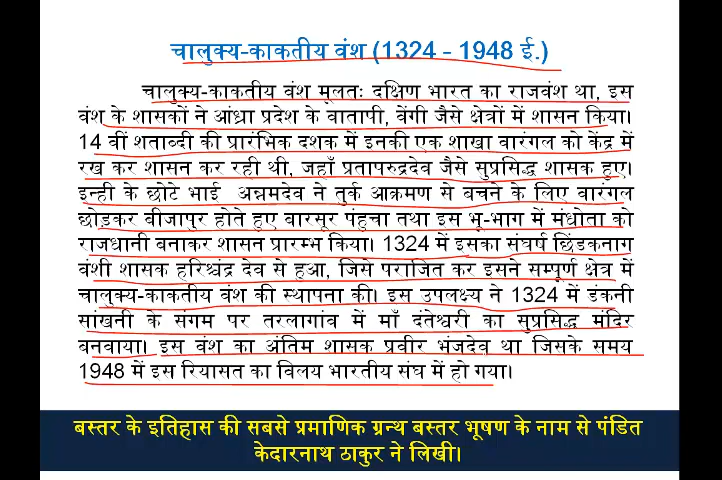 चालुक्य-काकतीय वंश (1324 - 1948 ई.)
चालुक्य-काकतीय वंश मूलतः दक्षिण भारत का राजवंश था, इस
वंश के शासकों ने आंध्रा प्रदेश के वातापी, वेंगी जैसे क्षेत्रों में शासन किया।
14 वीं शताब्दी की प्रारंभिक दशक में इनकी एक शाखा वारंगल को केंद्र में
रख कर शासन कर रही थी, जहाँ प्रतापरुद्रदेव जैसे सुप्रसिद्ध शासक हुए।
इन्ही के छोटे भाई अन्नमदेव ने तुर्क आक्रमण से बचने के लिए वारंगल
छोड़कर बीजापुर होते हुए बारसूर पंहुचा तथा इस भू-भाग में मंधोता को
राजधानी बनाकर शासन प्रारम्भ किया। 1324 में इसका संघर्ष छिंडकनाग
वंशी शासक हरिश्चंद्र देव से हुआ, जिसे पराजित कर इसने सम्पूर्ण क्षेत्र में
चालुक्य-काकतीय वंश की स्थापना की। इस उपलक्ष्य ने 1324 में डंकनी
सांखनी के संगम पर तरलागांव में माँ दंतेश्वरी का सुप्रसिद्ध मंदिर
बनवाया। इस वंश का अंतिम शासक प्रवीर भंजदेव था जिसके समय
1948 में इस रियासत का विलय भारतीय संघ में हो गया।
बस्तर के इतिहास की सबसे प्रमाणिक ग्रन्थ बस्तर भूषण के नाम से पंडित
केदारनाथ ठाकुर ने लिखी।